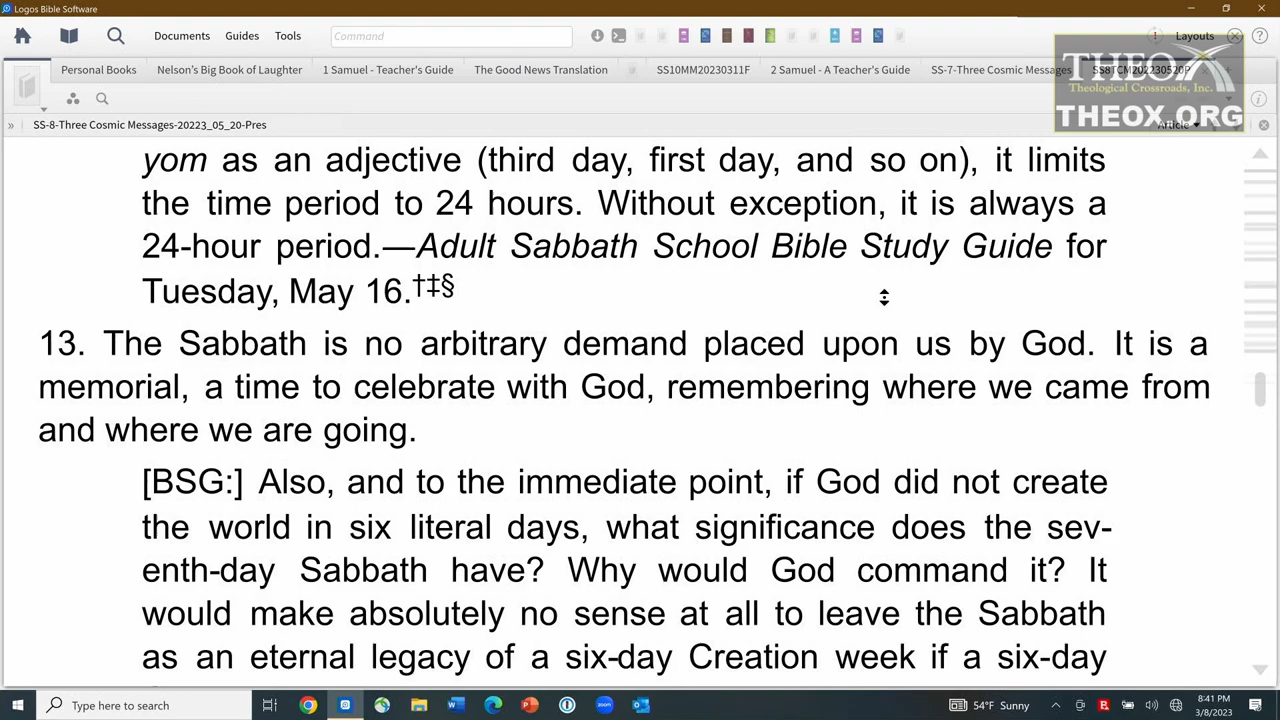 Logos Bible Software
Documents Guides Tools Command Layouts
Personal Books Nelson's Big Book of Laughter 1 Samuel - A Teacher's The Good News Translation SS10MM20230311F 2 Samuel - A Teacher's Guide SS-7-Three Cosmic Messages
THEOX
Theological Crossroads, Inc.
THEOX.ORG
SS-8-Three Cosmic Messages-20223_05_20-Pres Article
yom as an adjective (third day, first day, and so on), it limits
the time period to 24 hours. Without exception, it is always a
24-hour period.—Adult Sabbath School Bible Study Guide for
Tuesday, May 16.†‡§
13. The Sabbath is no arbitrary demand placed upon us by God. It is a
memorial, a time to celebrate with God, remembering where we came from
and where we are going.
[BSG:] Also, and to the immediate point, if God did not create
the world in six literal days, what significance does the sev-
enth-day Sabbath have? Why would God command it? It
would make absolutely no sense at all to leave the Sabbath
as an eternal legacy of a six-day Creation week if a six-day
Type here to search 54°F Sunny 8:41 PM
3/8/2023